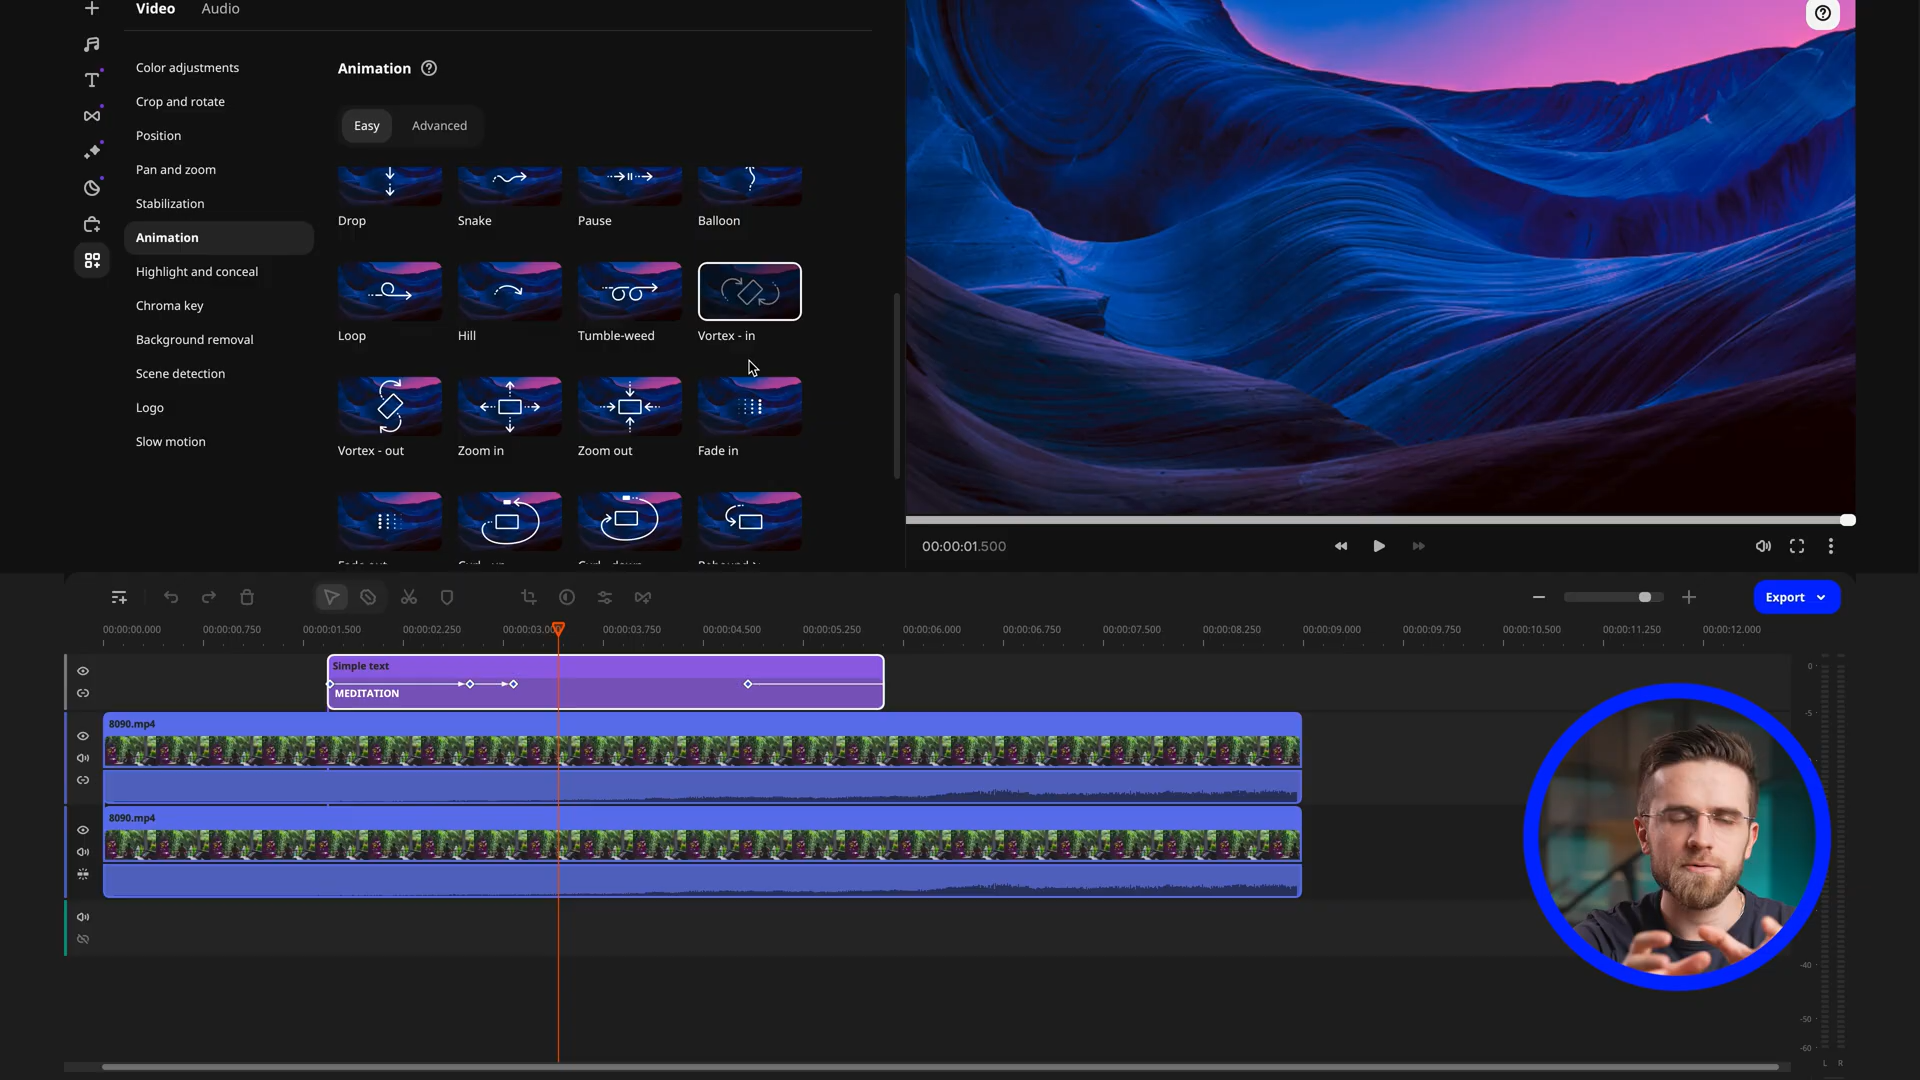 Video Audio
Color adjustments
Crop and rotate
Position
Pan and zoom
Stabilization
Animation
Highlight and conceal
Chroma key
Background removal
Scene detection
Logo
Slow motion
Animation ?
Easy Advanced
Drop Snake Pause Balloon
Loop Hill Tumble-weed Vortex - in
Vortex - out Zoom in Zoom out Fade in
?
00:00:01.500
Export
00:00:00.000 00:00:00.750 00:00:01.500 00:00:02.250 00:00:03.0 00:00:03.750 00:00:04.500 00:00:05.250 00:00:06.000 00:00:06.750 00:00:07.500 00:00:08.250 00:00:09.000 00:00:09.750 00:00:10.500 00:00:11.250 00:00:12.000
Simple text
MEDITATION
8090.mp4
8090.mp4
0
-5
-40
-50
-60
L R